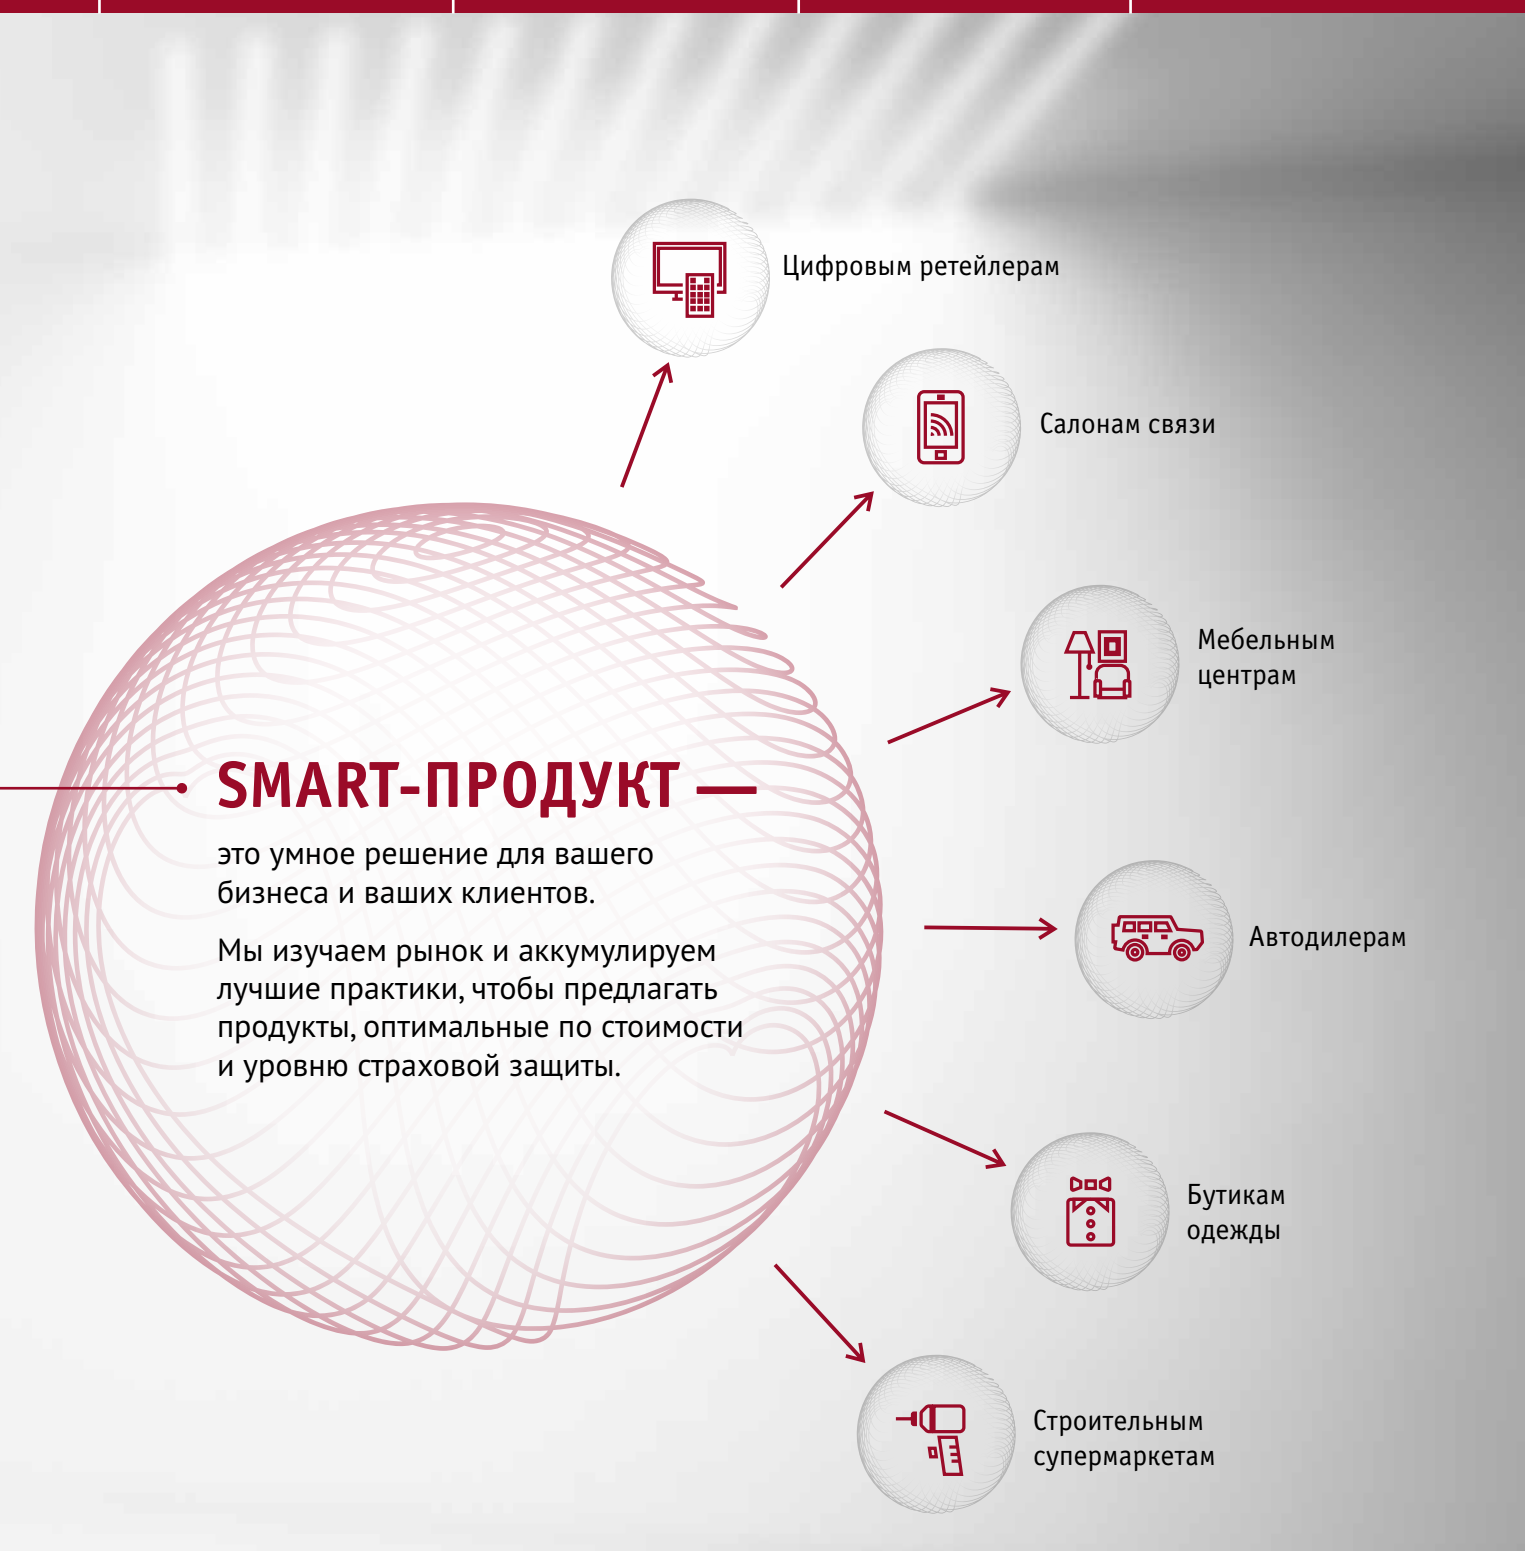 Цифровым ретейлерам
Салонам связи
Мебельным
центрам
SMART-ПРОДУКТ —
это умное решение для вашего
бизнеса и ваших клиентов.
Мы изучаем рынок и аккумулируем
лучшие практики, чтобы предлагать
продукты, оптимальные по стоимости
и уровню страховой защиты.
Автодилерам
Бутикам
одежды
Строительным
супермаркетам